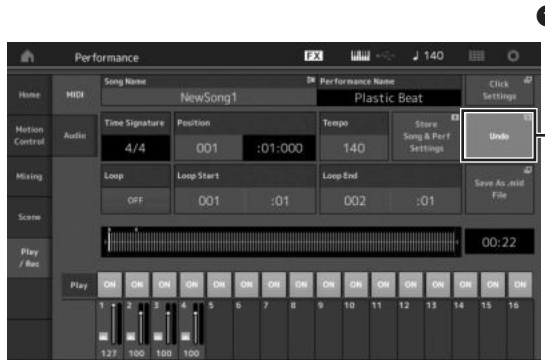 Performance FX 140
Home MIDI Song Name Performance Name Click Settings
NewSong1 Plastic Beat
Motion Control Audio Time Signature Position Tempo Store Song & Perf Settings Undo
4/4 001 :01:000 140
Mixing Loop Loop Start Loop End Save As .mid File
OFF 001 :01 002 :01
Scene
Play / Rec 00:22
Play ON ON ON ON ON ON ON ON ON ON ON ON ON ON ON ON
1 2 3 4 5 6 7 8 9 10 11 12 13 14 15 16
127 100 100 100